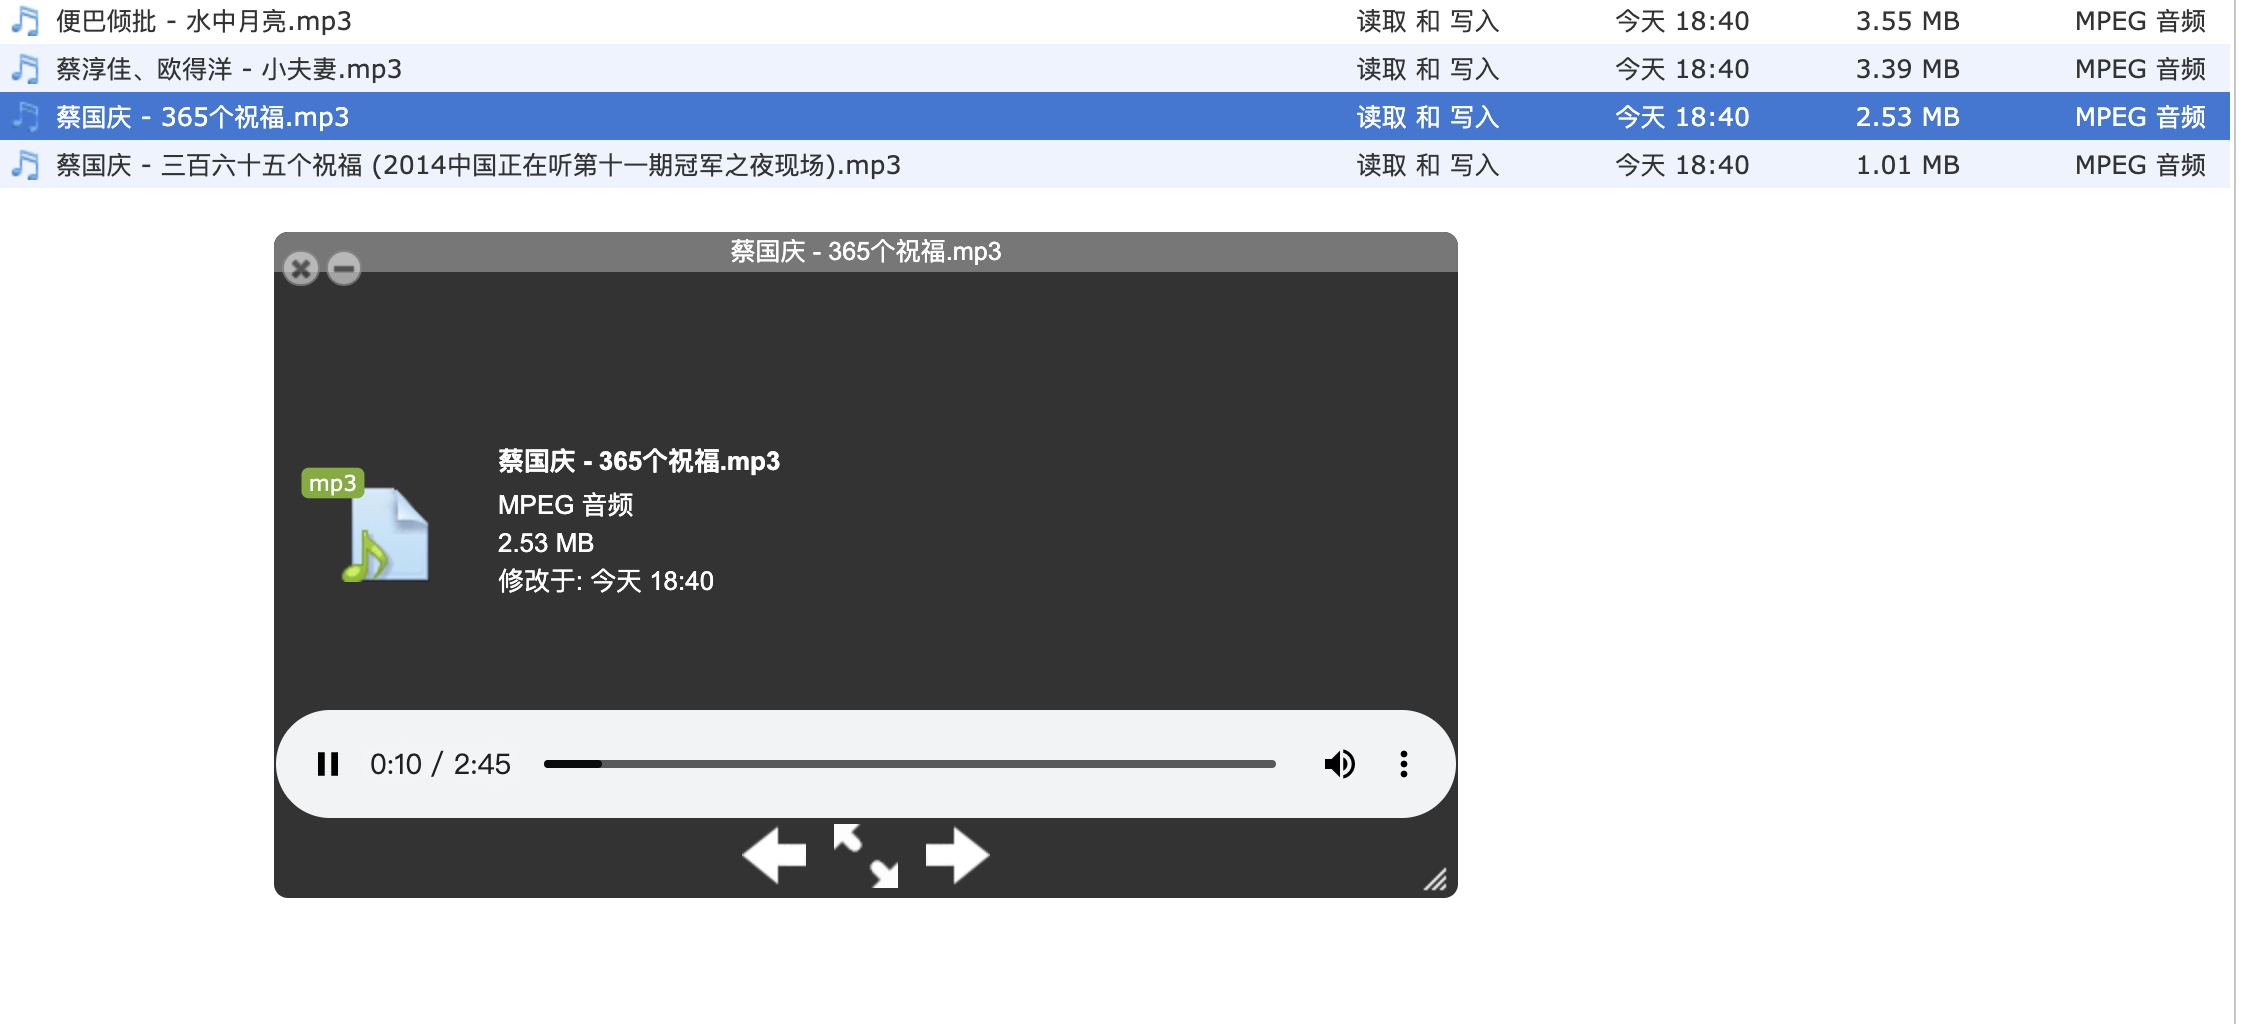 便巴倾批 - 水中月亮.mp3 读取 和 写入 今天 18:40 3.55 MB MPEG 音频
蔡淳佳、欧得洋 - 小夫妻.mp3 读取 和 写入 今天 18:40 3.39 MB MPEG 音频
蔡国庆 - 365个祝福.mp3 读取 和 写入 今天 18:40 2.53 MB MPEG 音频
蔡国庆 - 三百六十五个祝福 (2014中国正在听第十一期冠军之夜现场).mp3 读取 和 写入 今天 18:40 1.01 MB MPEG 音频
蔡国庆 - 365个祝福.mp3
蔡国庆 - 365个祝福.mp3
mp3
MPEG 音频
2.53 MB
修改于: 今天 18:40
0:10 / 2:45